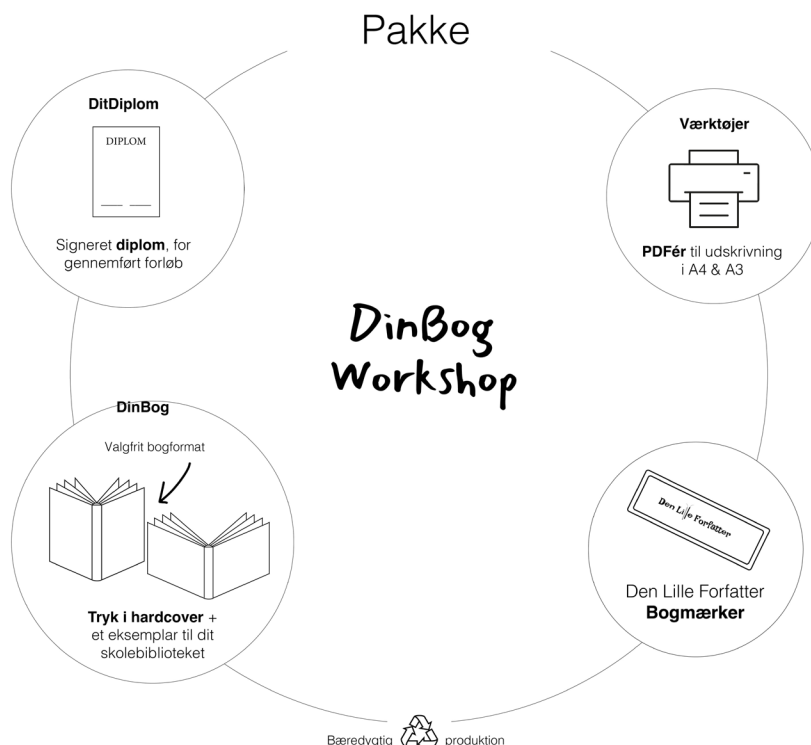 Pakke
DitDiplom
DIPLOM
Signeret diplom, for
gennemført forløb
Værktøjer
PDFér til udskrivning
i A4 & A3
DinBog
Workshop
DinBog
Valgfrit bogformat
Tryk i hardcover +
et eksemplar til dit
skolebiblioteket
Den Lille Forfatter
Den Lille Forfatter
Bogmærker
Bæredygtig produktion